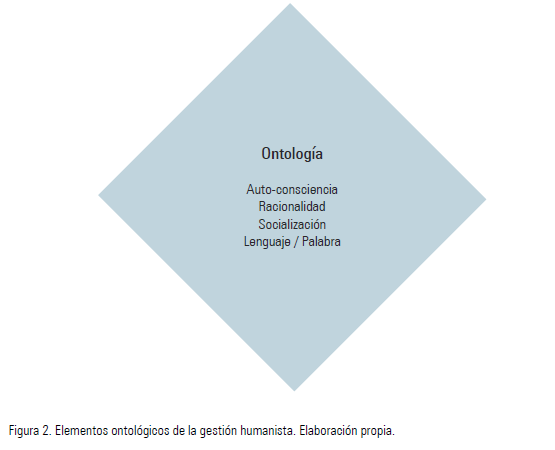 Ontología
Auto-consciencia
Racionalidad
Socialización
Lenguaje / Palabra
Figura 2. Elementos ontológicos de la gestión humanista. Elaboración propia.